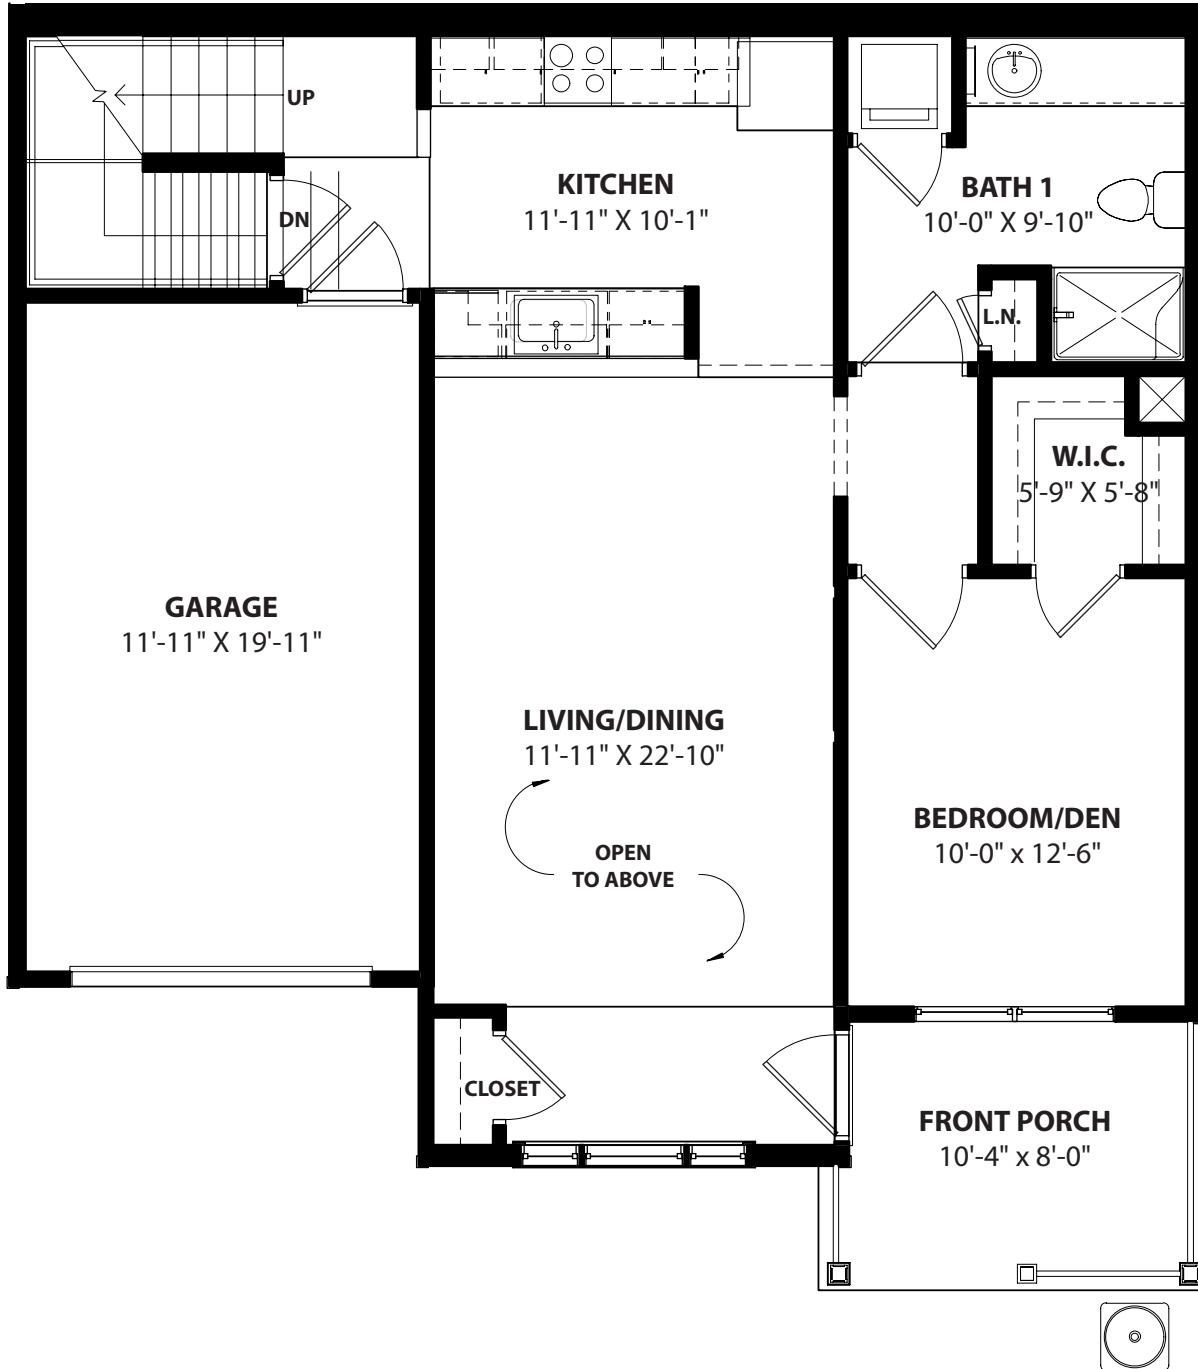 UP
KITCHEN
11'-11" X 10'-1"
BATH 1
10'-0" X 9'-10"
DN
L.N.
W.I.C.
5'-9" X 5'-8"
GARAGE
11'-11" X 19'-11"
LIVING/DINING
11'-11" X 22'-10"
OPEN
TO ABOVE
BEDROOM/DEN
10'-0" x 12'-6"
CLOSET
FRONT PORCH
10'-4" x 8'-0"